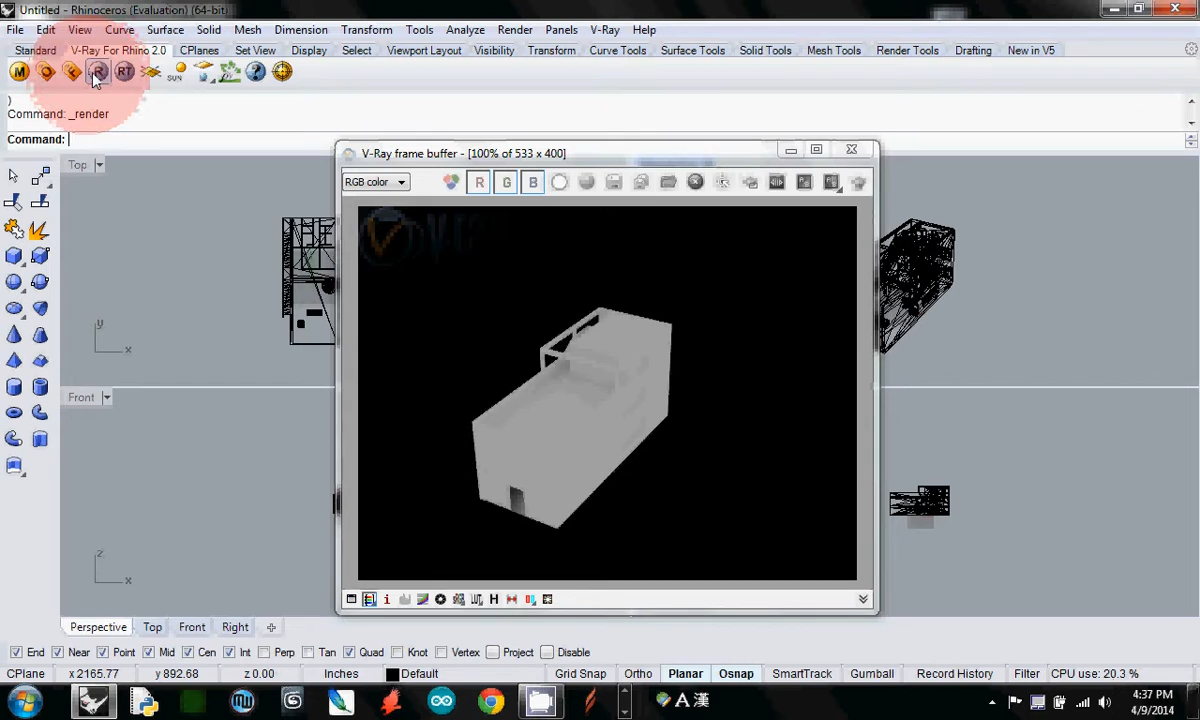 Untitled - Rhinoceros (Evaluation) (64-bit)
File Edit View Curve Surface Solid Mesh Dimension Transform Tools Analyze Render Panels V-Ray Help
Standard V-Ray For Rhino 2.0 CPlanes Set View Display Select Viewport Layout Visibility Transform Curve Tools Surface Tools Solid Tools Mesh Tools Render Tools Drafting New in V5
M R RT SUN ?
)
Command: _render
Command:
Top
V-Ray frame buffer - [100% of 533 x 400]
RGB color R G B
y
x
Front
z
x
i H
Perspective Top Front Right
End Near Point Mid Cen Int Perp Tan Quad Knot Vertex Project Disable
CPlane x 2165.77 y 892.68 z 0.00 Inches Default Grid Snap Ortho Planar Osnap SmartTrack Gumball Record History Filter CPU use: 20.3 %
A 漢
4:37 PM
4/9/2014